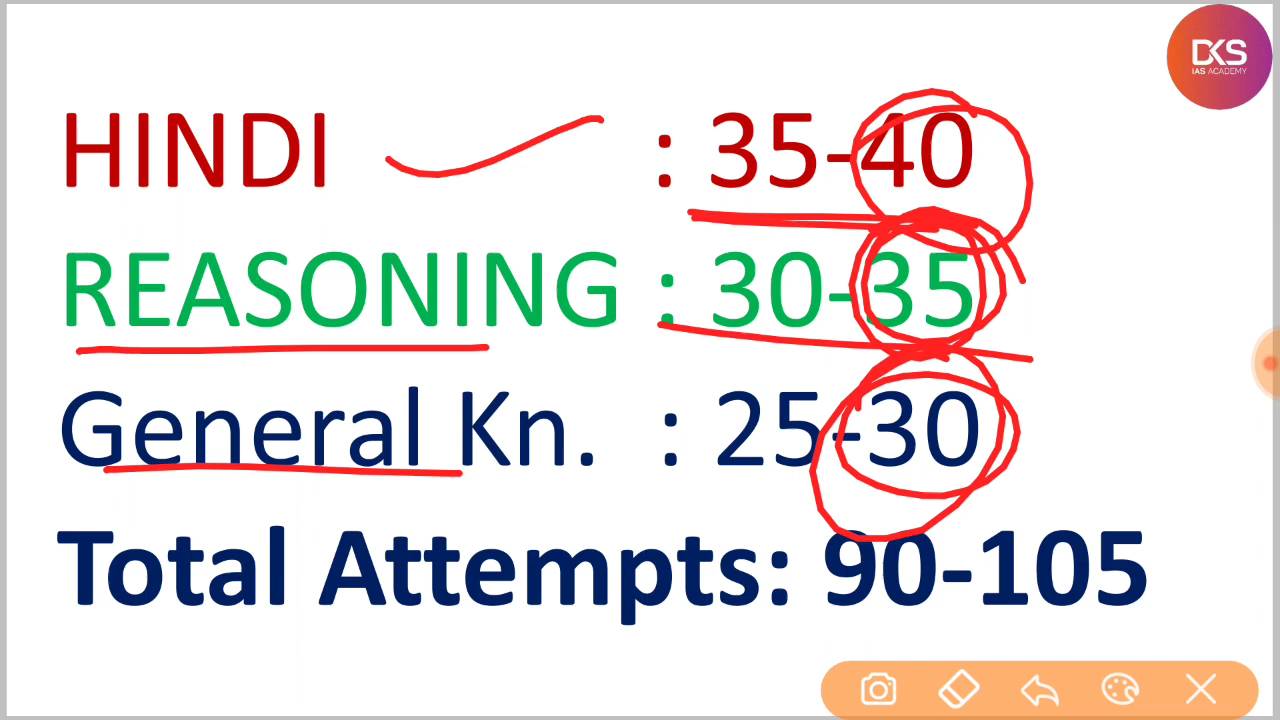 DKS
IAS ACADEMY
HINDI : 35-40
REASONING : 30-35
General Kn. : 25-30
Total Attempts: 90-105